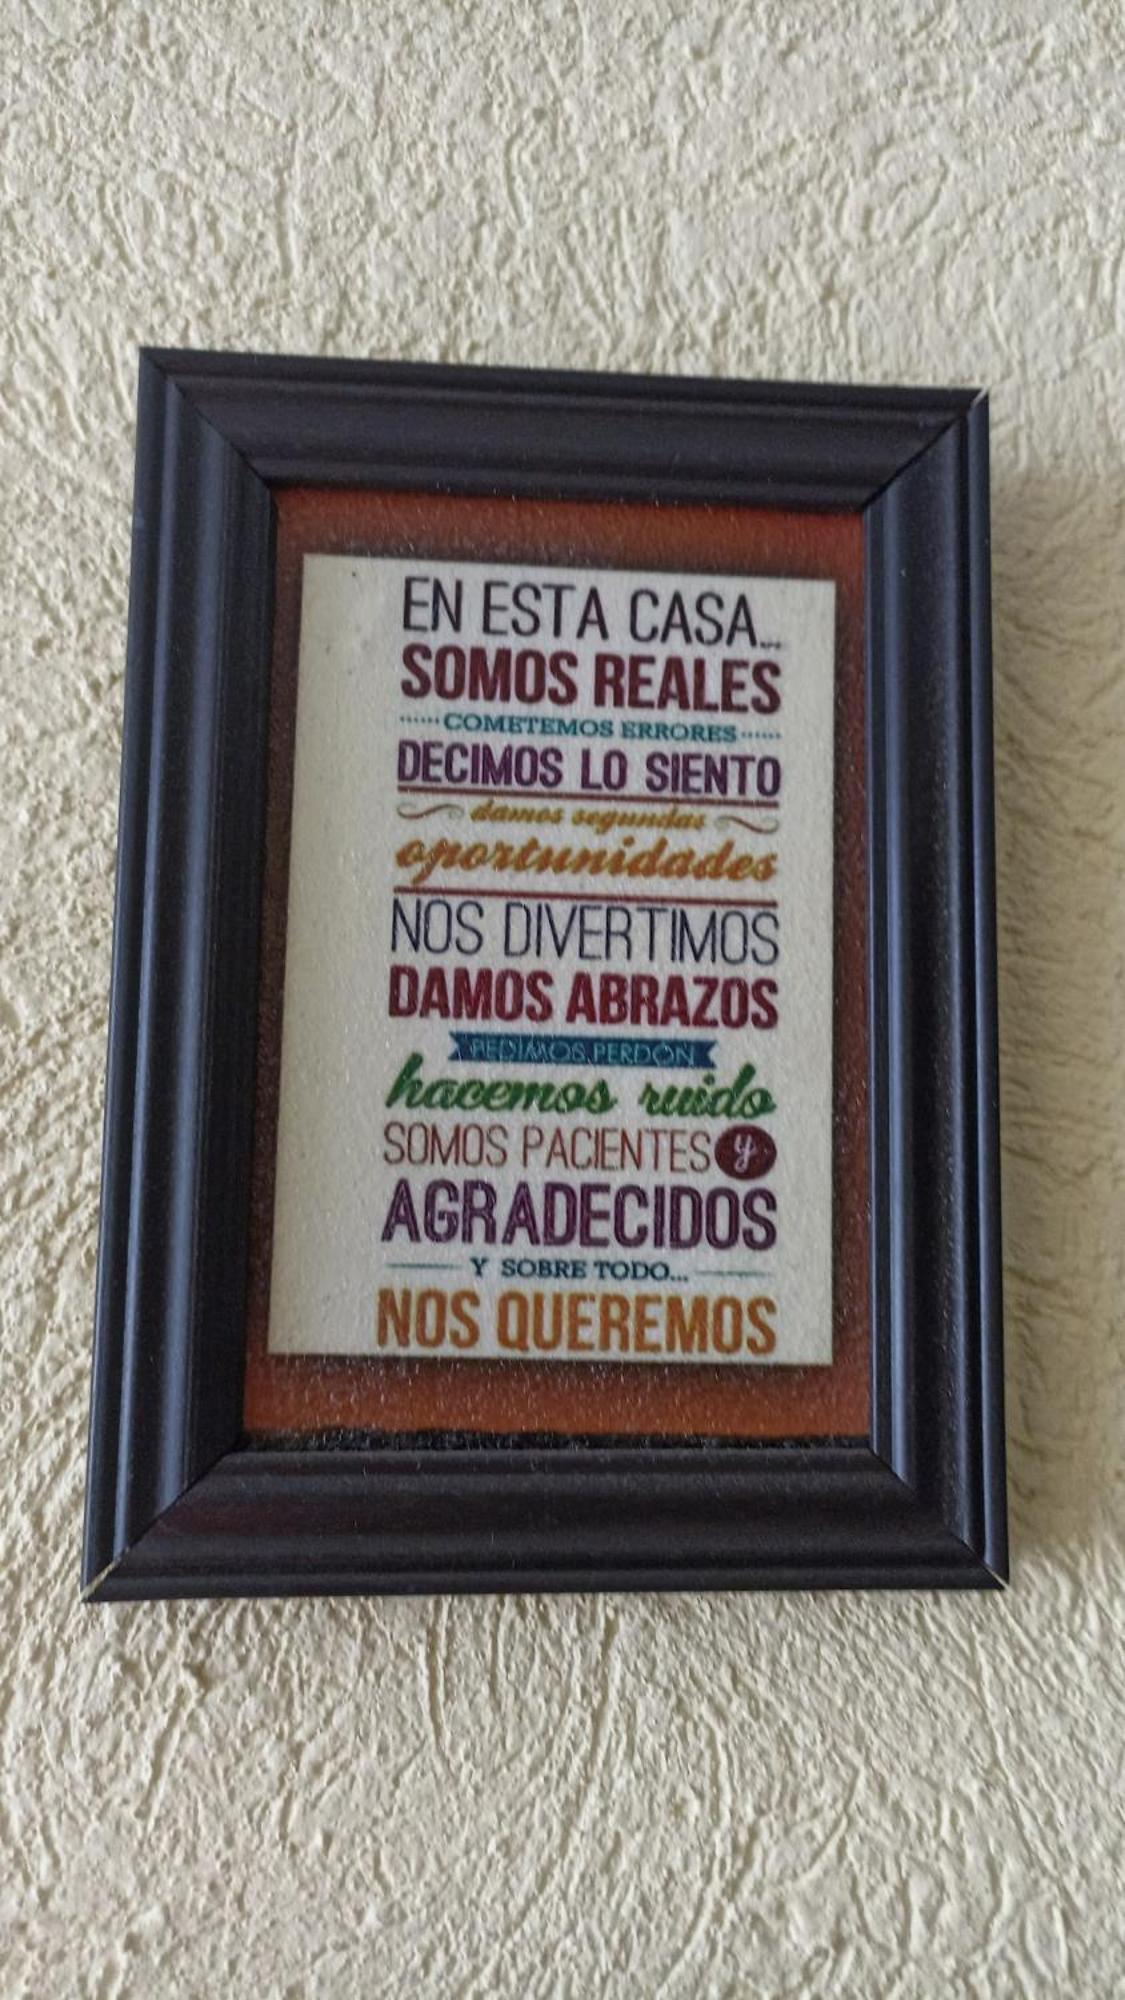 EN ESTA CASA...
SOMOS REALES
COMETEMOS ERRORES
DECIMOS LO SIENTO
damos segundas
oportunidades
NOS DIVERTIMOS
DAMOS ABRAZOS
PEDIMOS PERDÓN
hacemos ruido
SOMOS PACIENTES y
AGRADECIDOS
Y SOBRE TODO...
NOS QUEREMOS